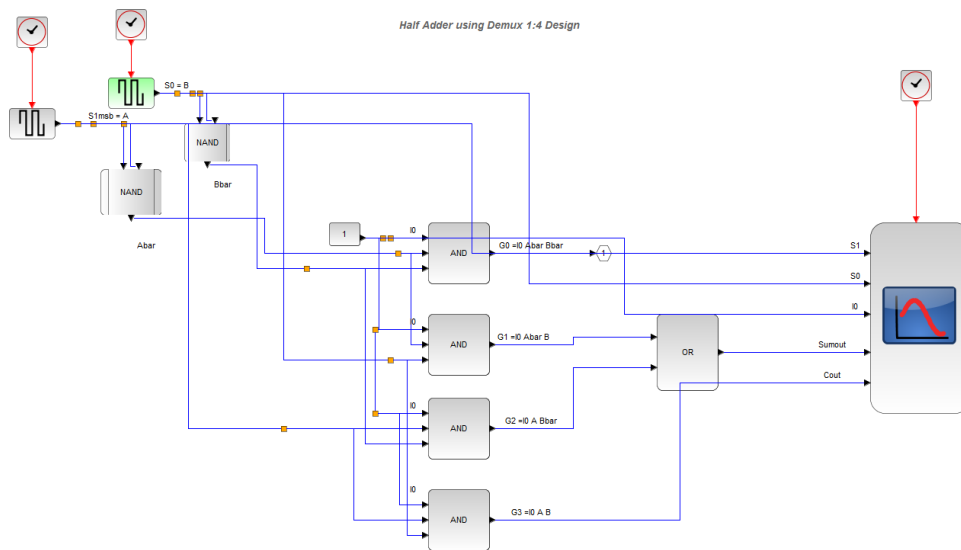 Half Adder using Demux 1:4 Design
S0 = B
S1msb = A
NAND
NAND
Bbar
Abar
1
I0
AND
G0 =I0 Abar Bbar
1
S1
S0
I0
I0
AND
G1 =I0 Abar B
OR
Sumout
Cout
I0
AND
G2 =I0 A Bbar
I0
AND
G3 =I0 A B